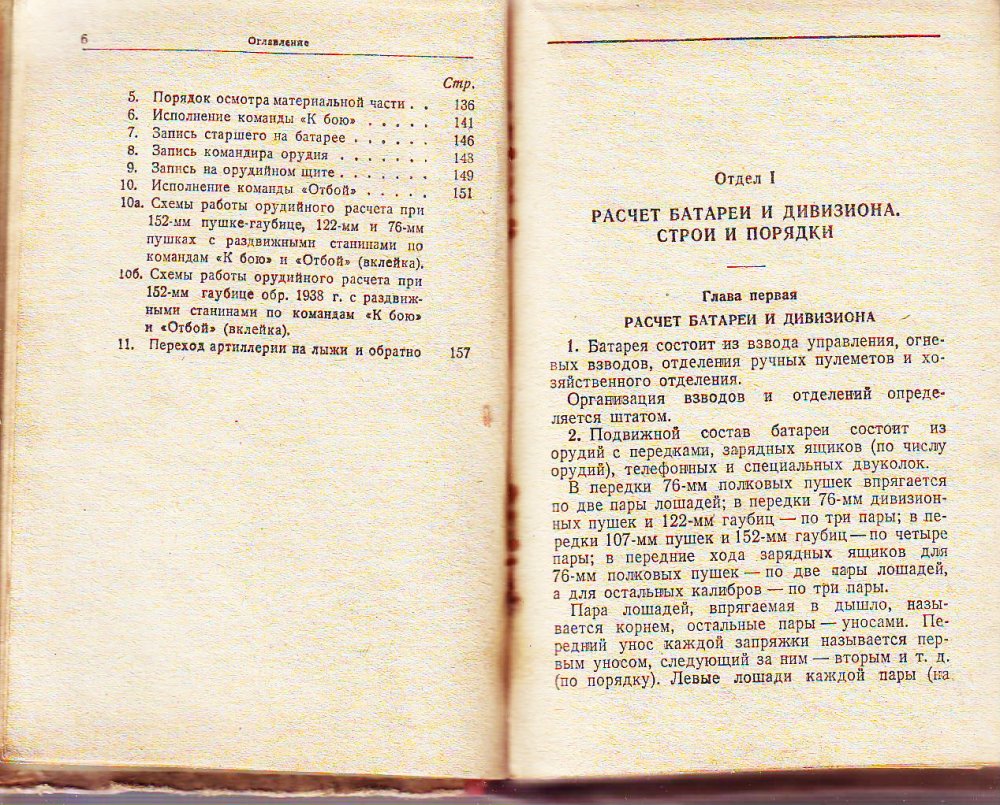 6
Оглавление
Стр.
5. Порядок осмотра материальной части . . 136
6. Исполнение команды «К бою» . . . . . 141
7. Запись старшего на батарее . . . . . . 146
8. Запись командира орудия . . . . . . . 148
9. Запись на орудийном щите . . . . . . . 149
10. Исполнение команды «Отбой» . . . . . 151
10а. Схемы работы орудийного расчета при
152-мм пушке-гаубице, 122-мм и 76-мм
пушках с раздвижными станинами по
командам «К бою» и «Отбой» (вклейка).
10б. Схемы работы орудийного расчета при
152-мм гаубице обр. 1938 г. с раздвиж-
ными станинами по командам «К бою»
и «Отбой» (вклейка).
11. Переход артиллерии на лыжи и обратно 157
Отдел I
РАСЧЕТ БАТАРЕИ И ДИВИЗИОНА.
СТРОИ И ПОРЯДКИ
Глава первая
РАСЧЕТ БАТАРЕИ И ДИВИЗИОНА
1. Батарея состоит из взвода управления, огне-
вых взводов, отделения ручных пулеметов и хо-
зяйственного отделения.
Организация взводов и отделений опреде-
ляется штатом.
2. Подвижной состав батареи состоит из
орудий с передками, зарядных ящиков (по числу
орудий), телефонных и специальных двуколок.
В передки 76-мм полковых пушек впрягается
по две пары лошадей; в передки 76-мм дивизион-
ных пушек и 122-мм гаубиц — по три пары; в пе-
редки 107-мм пушек и 152-мм гаубиц — по четыре
пары; в передние хода зарядных ящиков для
76-мм полковых пушек — по две пары лошадей,
а для остальных калибров — по три пары.
Пара лошадей, впрягаемая в дышло, назы-
вается корнем, остальные пары — уносами. Пе-
редний унос каждой запряжки называется пер-
вым уносом, следующий за ним — вторым и т. д.
(по порядку). Левые лошади каждой пары (на